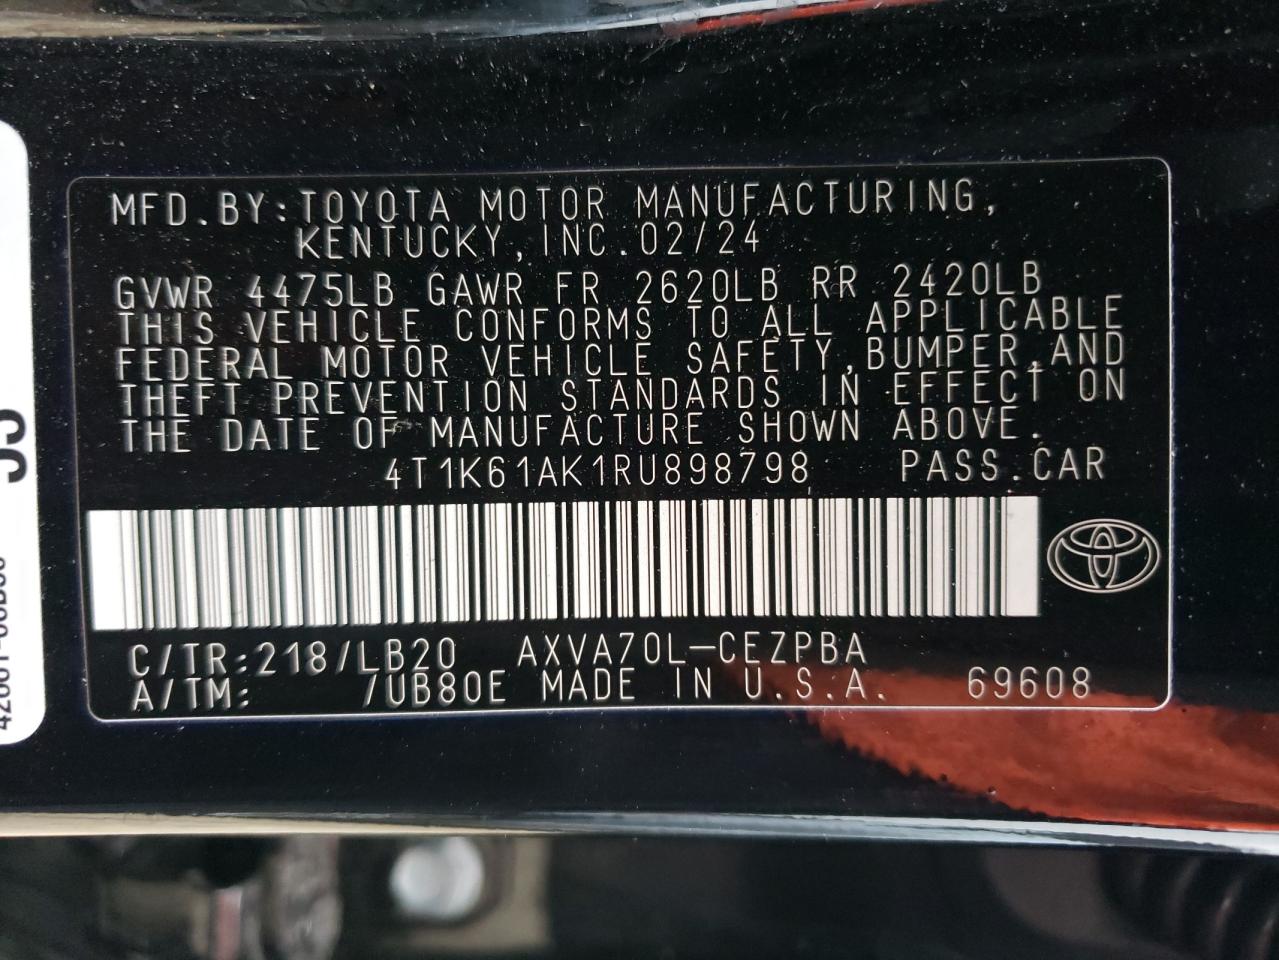 MFD.BY:TOYOTA MOTOR MANUFACTURING,
KENTUCKY,INC.02/24
GVWR 4475LB GAWR FR 2620LB RR 2420LB
THIS VEHICLE CONFORMS TO ALL APPLICABLE
FEDERAL MOTOR VEHICLE SAFETY,BUMPER,AND
THEFT PREVENTION STANDARDS IN EFFECT ON
THE DATE OF MANUFACTURE SHOWN ABOVE.
4T1K61AK1RU898798 PASS.CAR
C/TR:218/LB20 AXVA70L-CEZPBA
A/TM: /UB80E MADE IN U.S.A. 69608